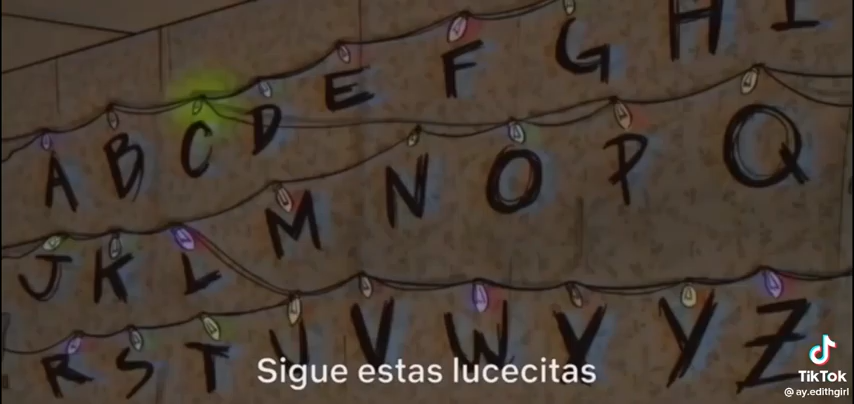 A B C D E F G H I
J K L M N O P Q
R S T U V W X Y Z
Sigue estas lucecitas
TikTok
@ay.edithgirl